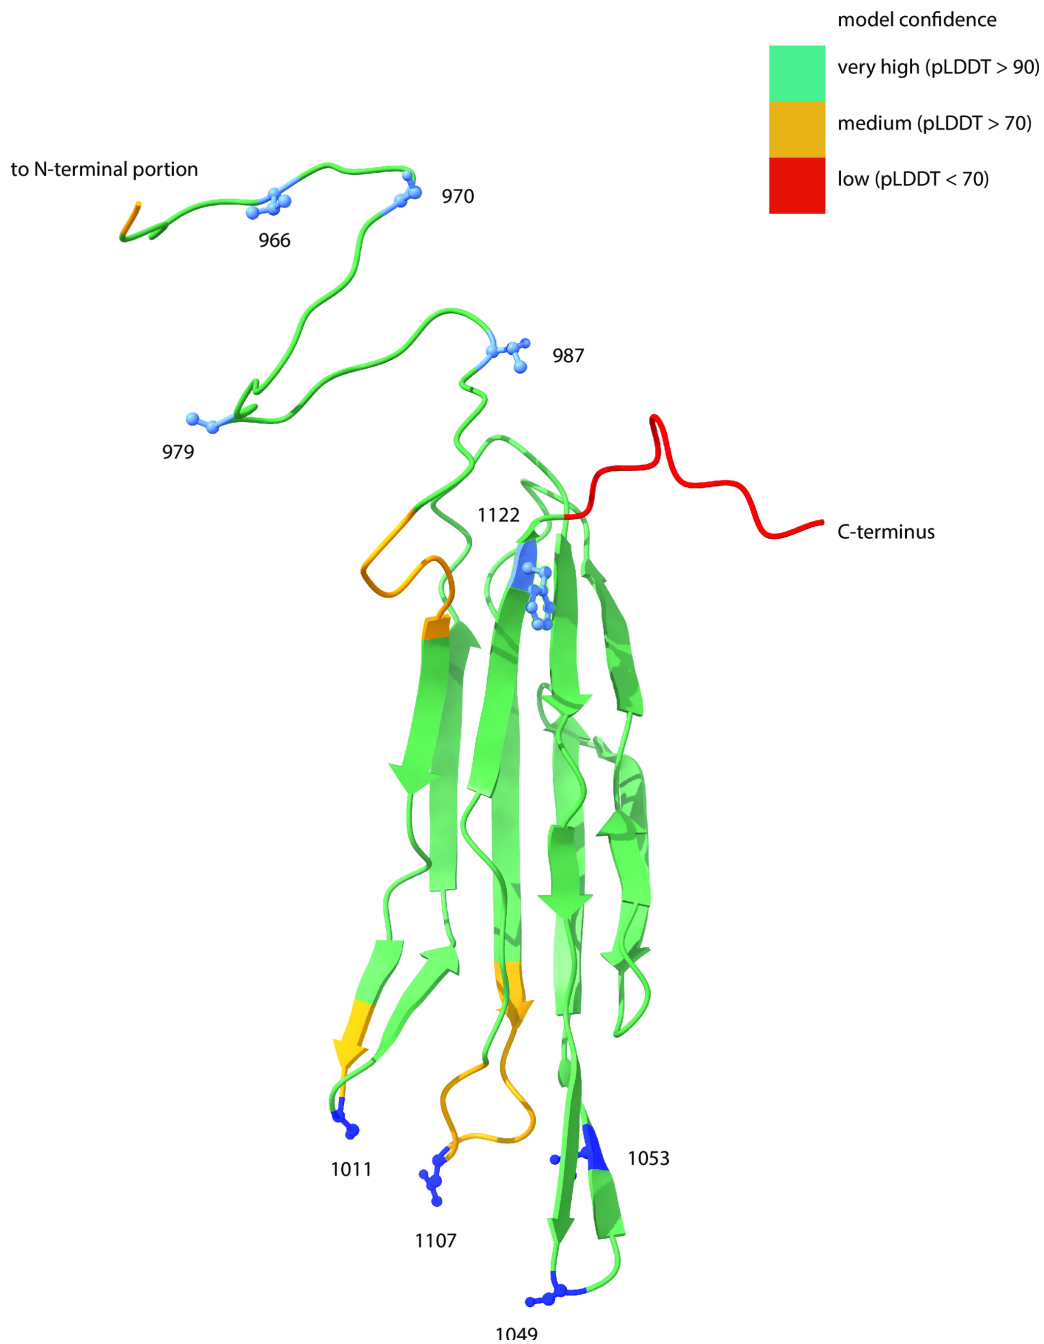 model confidence
very high (pLDDT > 90)
medium (pLDDT > 70)
low (pLDDT < 70)
to N-terminal portion
970
966
987
979
1122
C-terminus
1053
1011
1107
1049